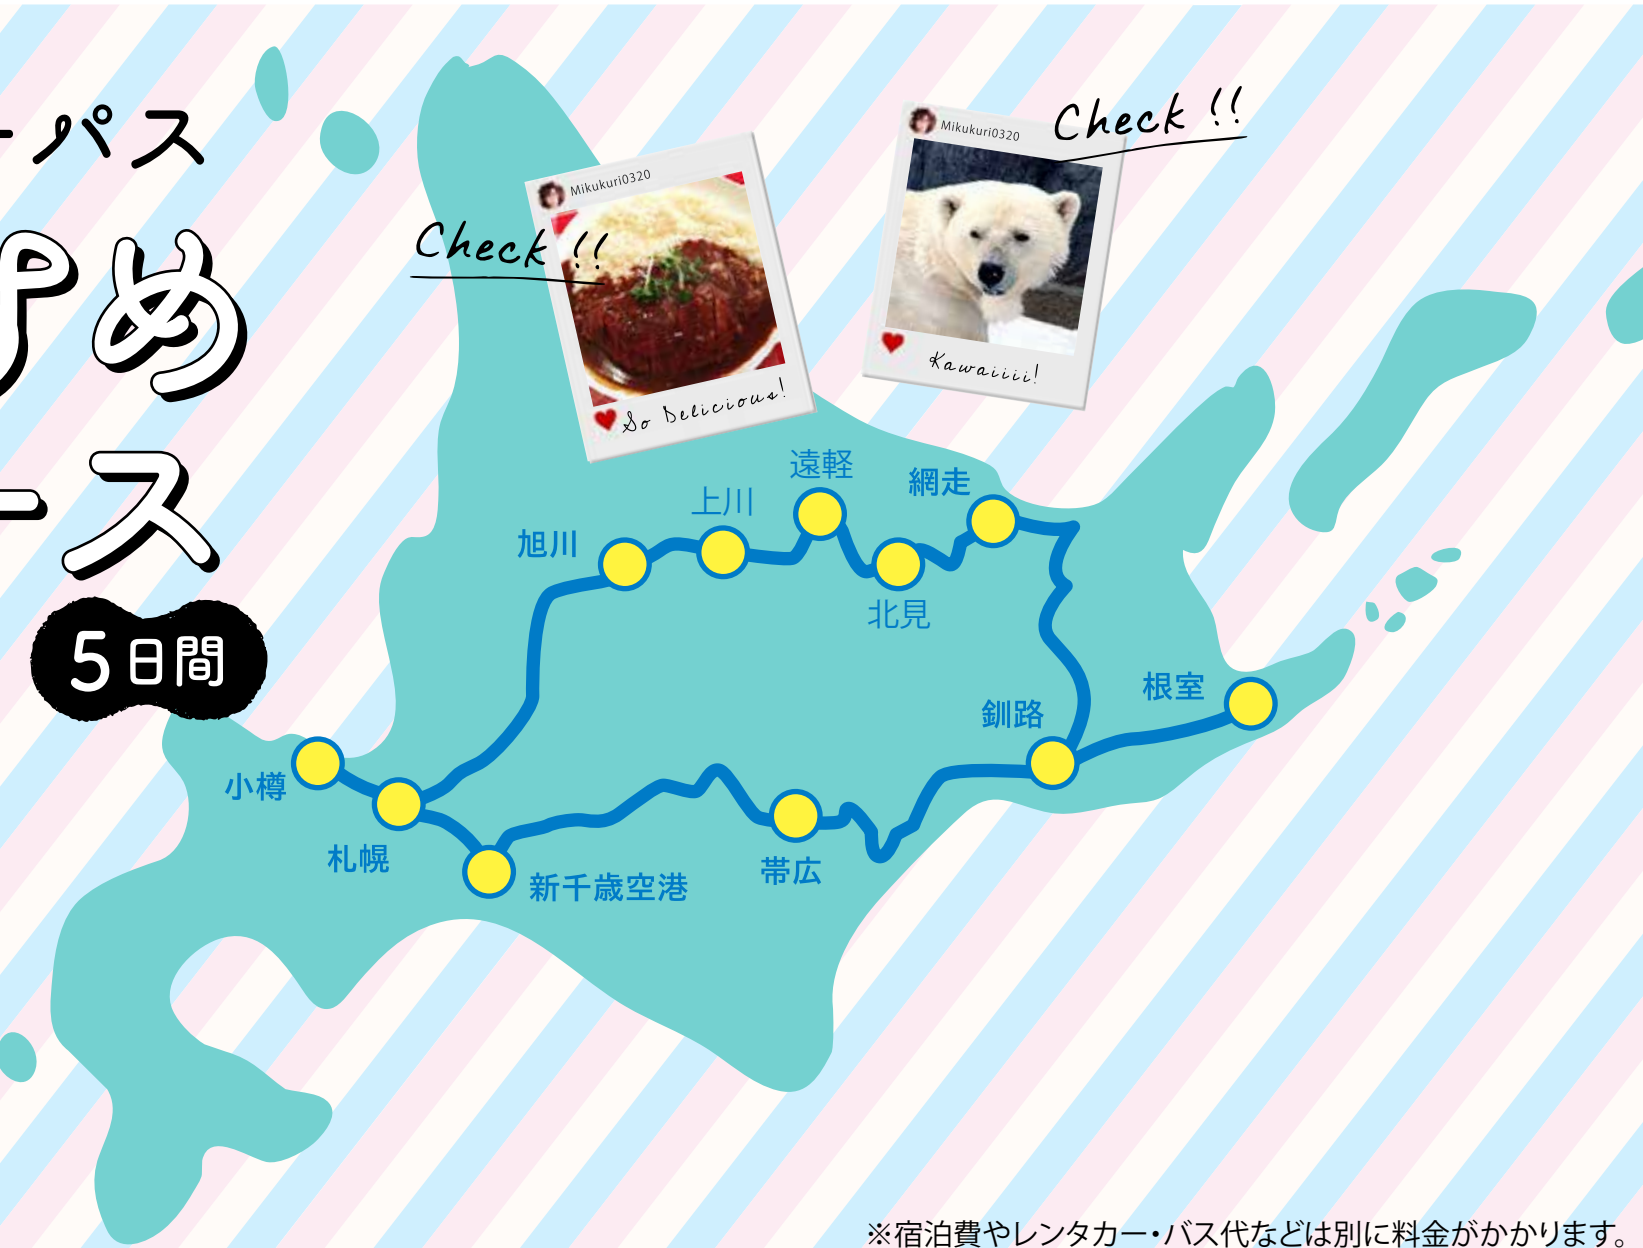 ーパス
ぴめ
ース
5日間
Mikukuri0320
Check !!
So Delicious!
Mikukuri0320
Check !!
Kawaiiii!
遠軽
網走
上川
旭川
北見
根室
釧路
小樽
札幌
帯広
新千歳空港
※宿泊費やレンタカー・バス代などは別に料金がかかります。